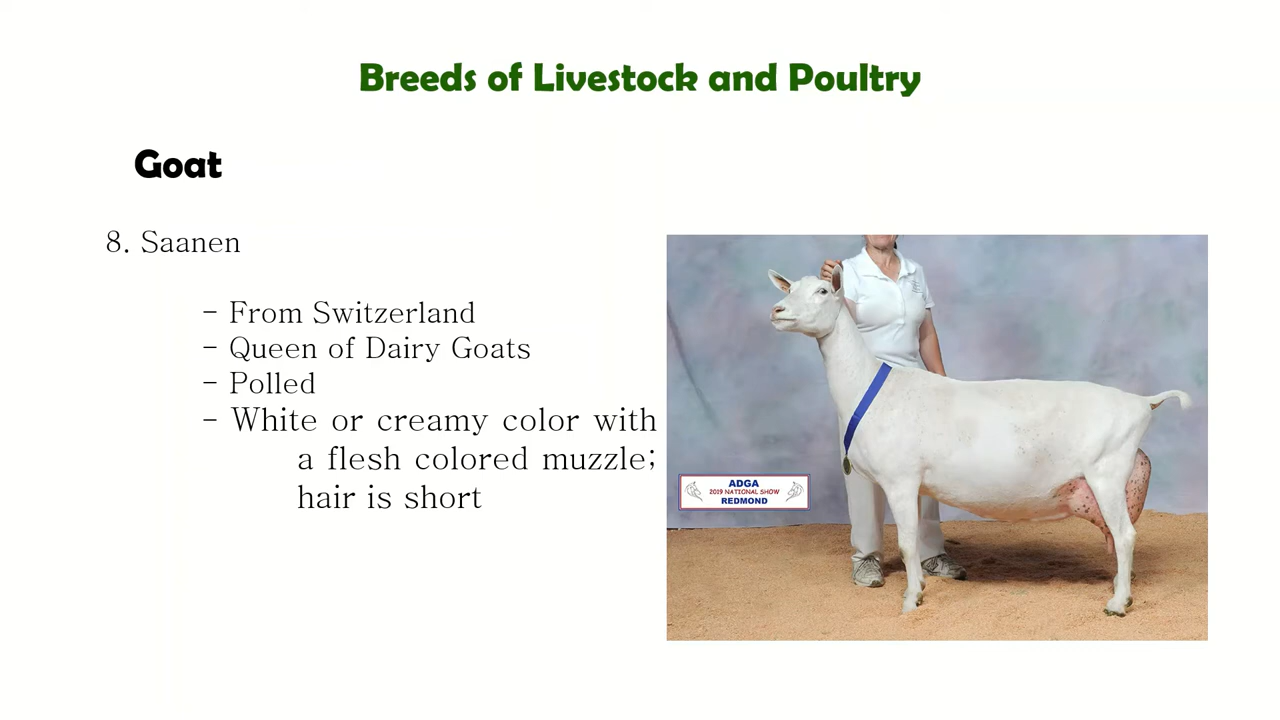 Breeds of Livestock and Poultry
Goat
8. Saanen
- From Switzerland
- Queen of Dairy Goats
- Polled
- White or creamy color with
a flesh colored muzzle;
hair is short
ADGA
2019 NATIONAL SHOW
REDMOND